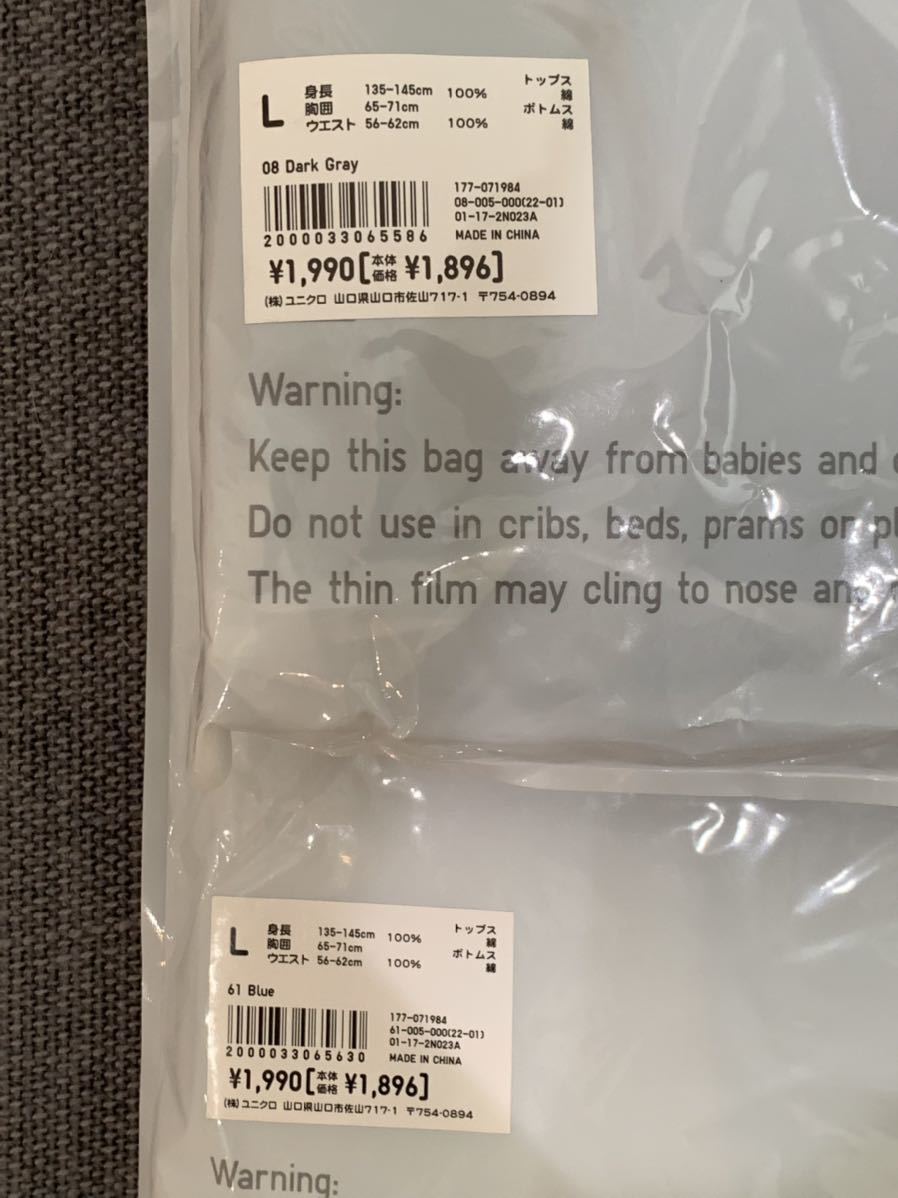 L
身長 135-145cm 100% トップス
胸囲 65-71cm 綿
ウエスト 56-62cm 100% ボトムス
綿
08 Dark Gray
177-071984
08-005-000(22-01)
01-17-2N023A
2000033065586 MADE IN CHINA
¥1,990[本体価格 ¥1,896]
(株)ユニクロ 山口県山口市佐山717-1 〒754-0894
Warning:
Keep this bag away from babies and
Do not use in cribs, beds, prams or
The thin film may cling to nose and
L
身長 135-145cm 100% トップス
胸囲 65-71cm 綿
ウエスト 56-62cm 100% ボトムス
綿
61 Blue
177-071984
61-005-000(22-01)
01-17-2N023A
2000033065630 MADE IN CHINA
¥1,990[本体価格 ¥1,896]
(株)ユニクロ 山口県山口市佐山717-1 〒754-0894
Warning: